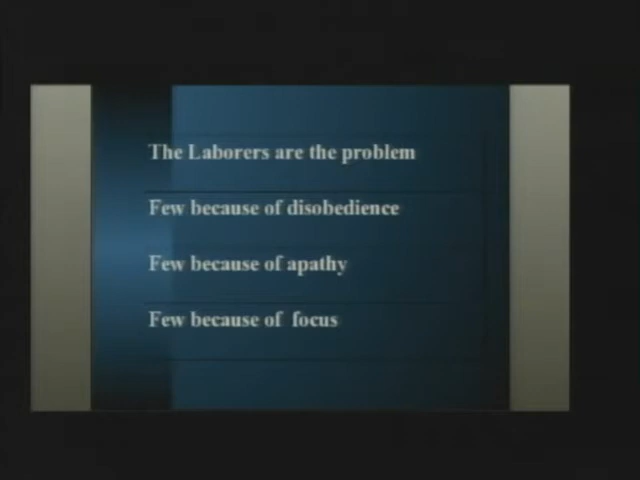 The Laborers are the problem
Few because of disobedience
Few because of apathy
Few because of focus